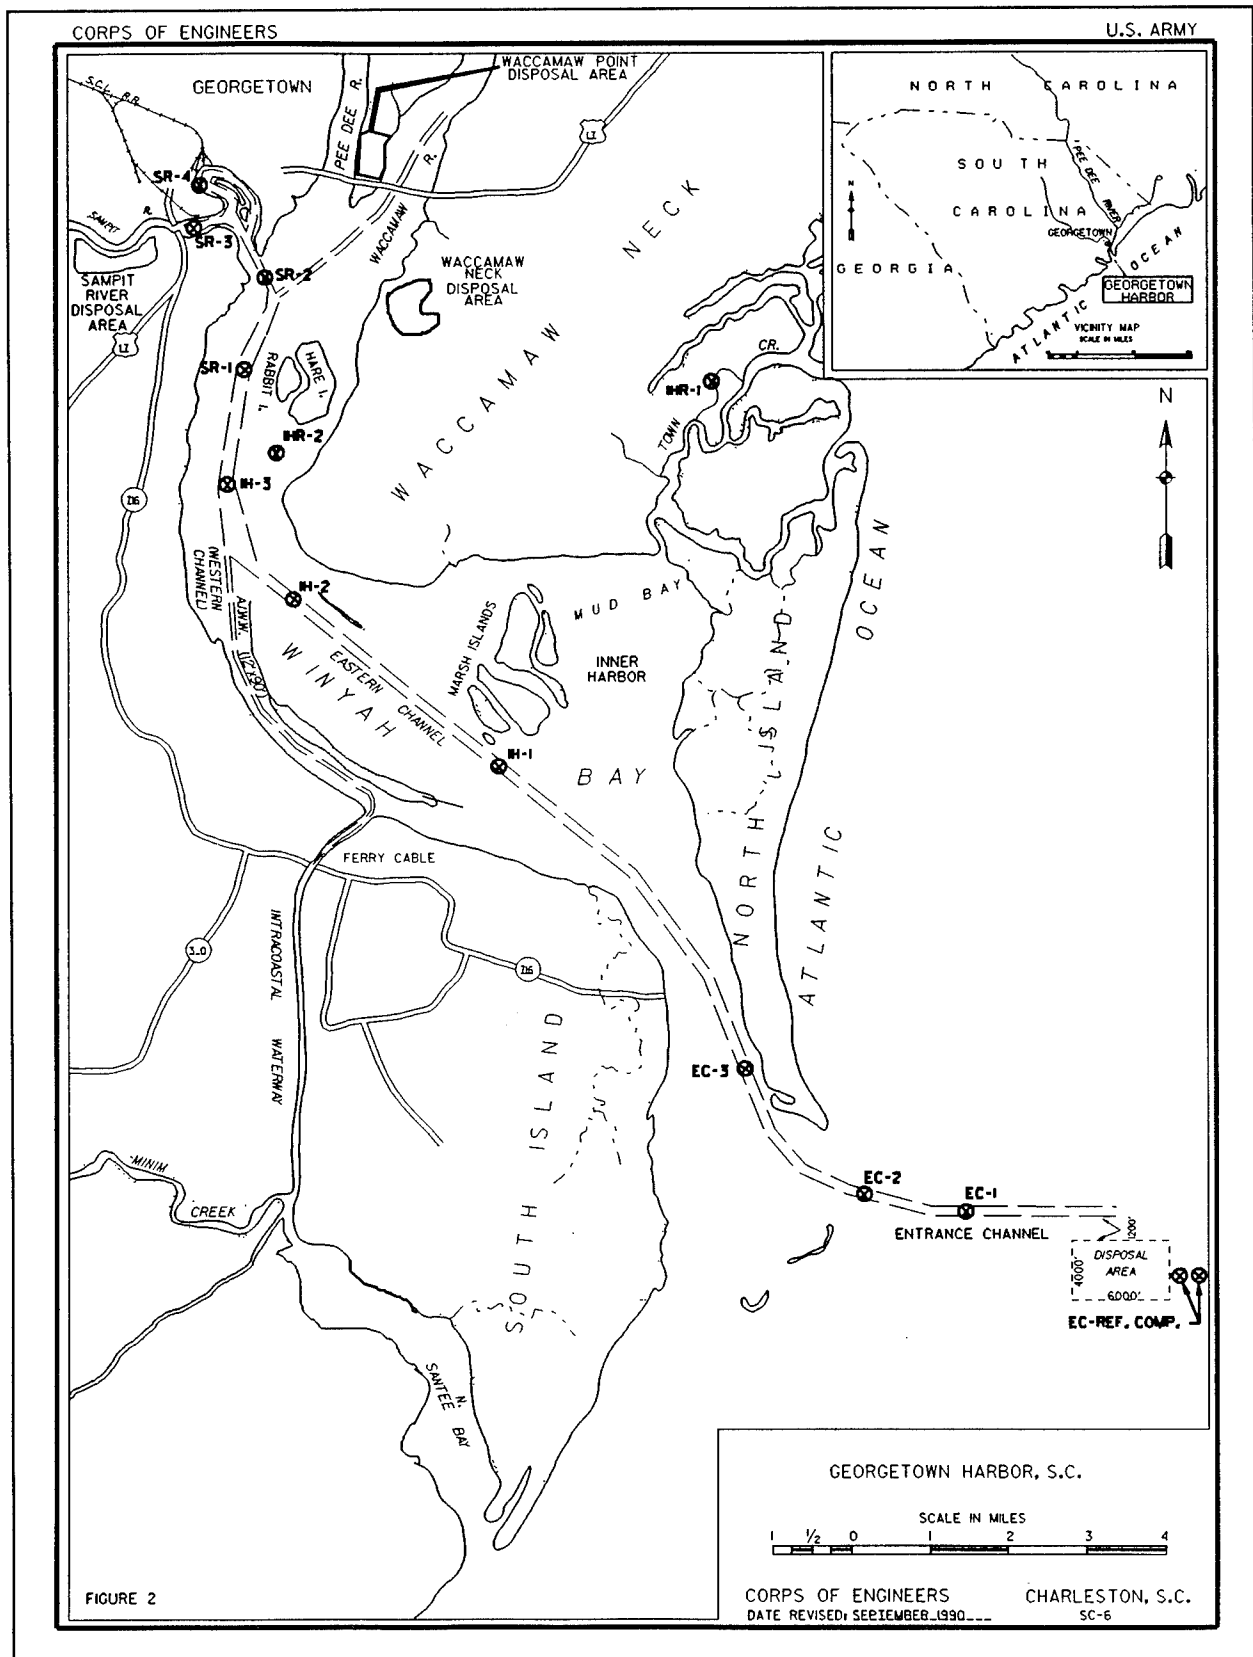 CORPS OF ENGINEERS
U.S. ARMY
WACCAMAW POINT
DISPOSAL AREA
GEORGETOWN
S.C.L. R.R.
PEE DEE R.
17
SR-4
SAMPIT R.
SR-3
WACCAMAW R.
SR-2
SAMPIT
RIVER
DISPOSAL
AREA
WACCAMAW
NECK
DISPOSAL
AREA
17
SR-1
RABBIT I.
HARE I.
WACCAMAW NECK
IHR-1
CR.
TOWN
IHR-2
IH-3
(WESTERN
CHANNEL)
IH-2
A.I.W.W. (12'X90')
MUD BAY
MARSH ISLANDS
INNER
HARBOR
EASTERN CHANNEL
WINYAH
BAY
IH-1
NORTH ISLAND
ATLANTIC OCEAN
FERRY CABLE
INTRACOASTAL WATERWAY
SOUTH ISLAND
EC-3
EC-2
EC-1
ENTRANCE CHANNEL
1200'
DISPOSAL
AREA
4000'
6000'
EC-REF. COMP.
MINIM
CREEK
N.
SANTEE BAY
NORTH CAROLINA
SOUTH
CAROLINA
PEE DEE
RIVER
GEORGETOWN
GEORGIA
ATLANTIC OCEAN
GEORGETOWN
HARBOR
VICINITY MAP
SCALE IN MILES
N
N
GEORGETOWN HARBOR, S.C.
SCALE IN MILES
1 1/2 0 1 2 3 4
FIGURE 2
CORPS OF ENGINEERS
CHARLESTON, S.C.
DATE REVISED: SEPTEMBER 1990
SC-6